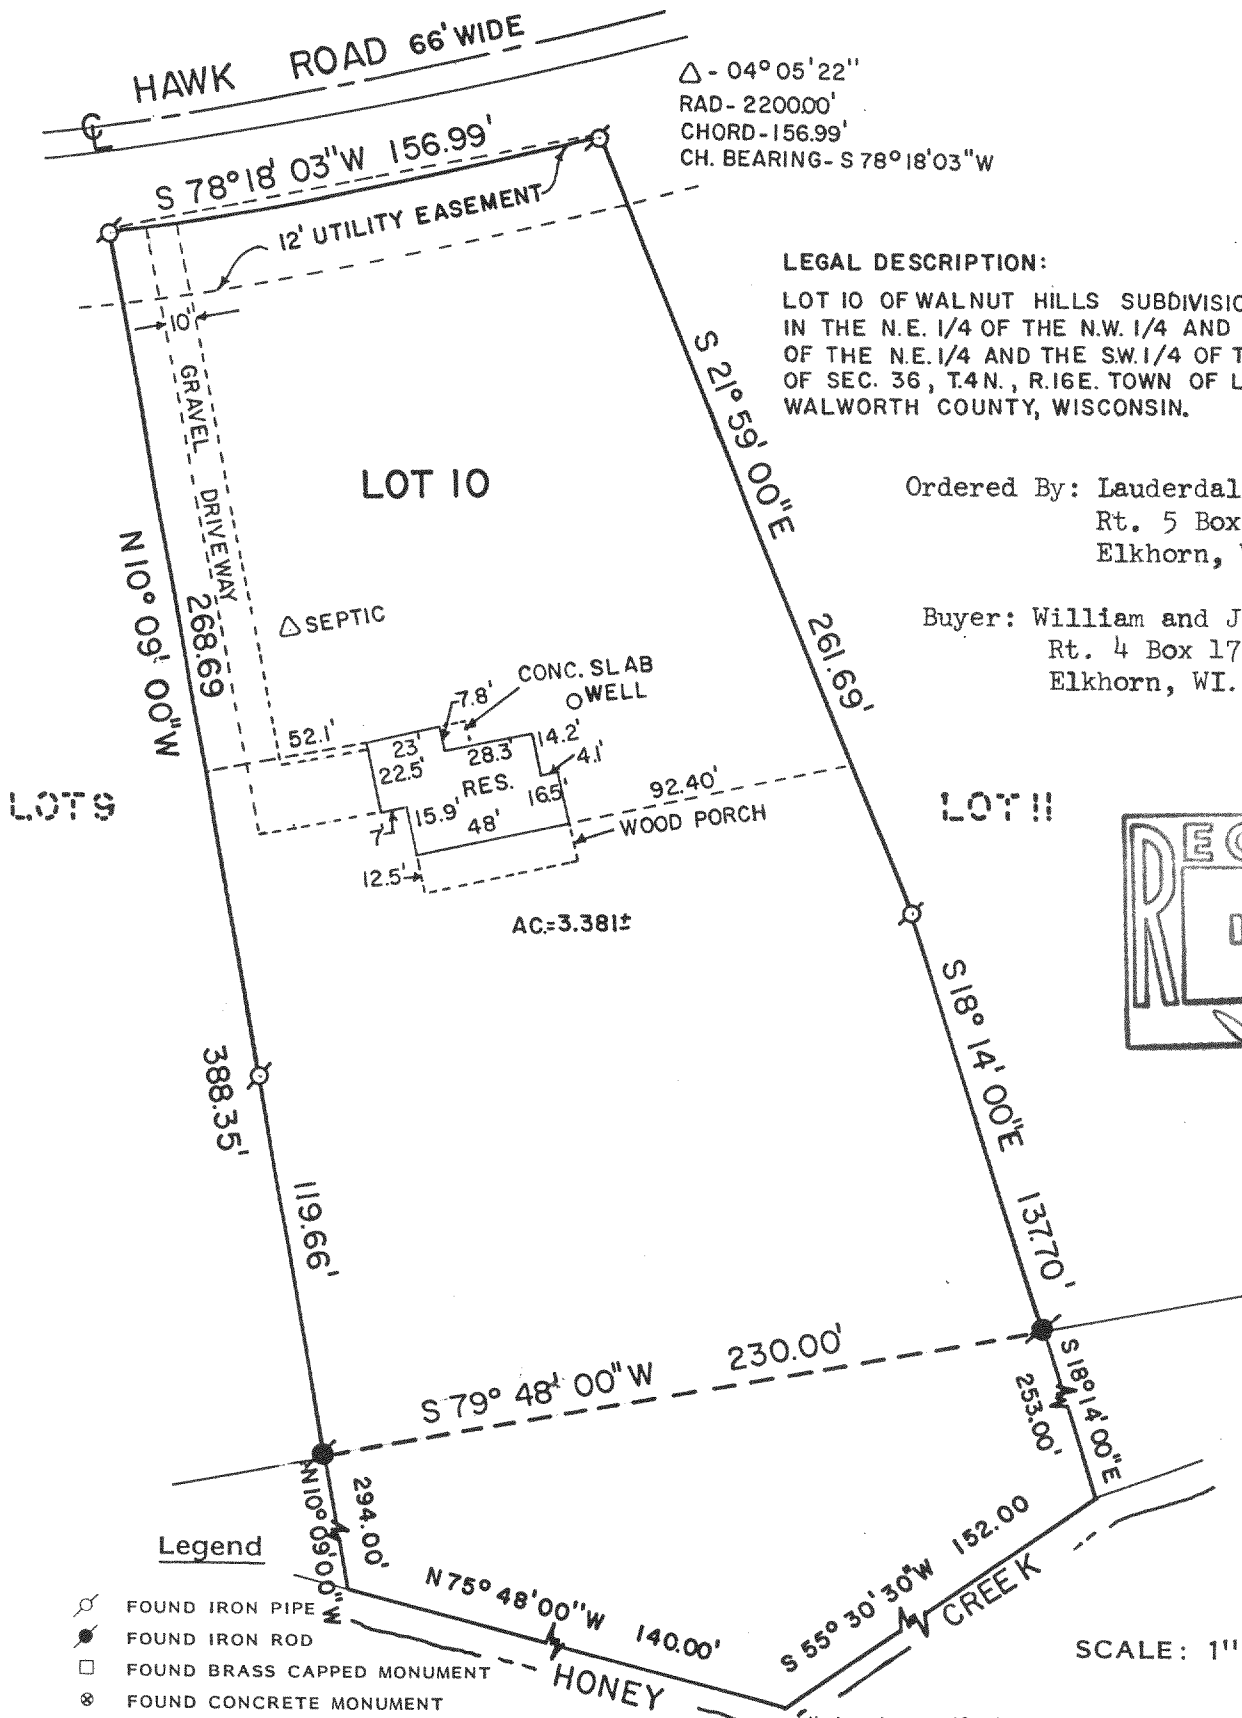 HAWK ROAD 66' WIDE
℄
△ - 04° 05' 22"
RAD- 2200.00'
CHORD-156.99'
CH. BEARING- S 78°18'03"W
S 78°18' 03"W 156.99'
12' UTILITY EASEMENT
LEGAL DESCRIPTION:
LOT 10 OF WALNUT HILLS
IN THE N.E. 1/4 OF THE N.W. 1/4 AND
OF THE N.E. 1/4 AND THE S.W. 1/4 OF
OF SEC. 36, T.4N., R.16E. TOWN OF
WALWORTH COUNTY, WISCONSIN.
10'
GRAVEL DRIVEWAY
S 21° 59' 00"E
261.69'
LOT 10
Ordered By:
Rt. 5 Box
Elkhorn,
N 10° 09' 00"W
268.69
△ SEPTIC
Buyer: William and
Rt. 4 Box 17
Elkhorn, WI.
CONC. SLAB
WELL
7.8'
52.1'
23'
28.3'
14.2'
4.1'
22.5'
RES.
16.5'
92.40'
LOT 9
15.9'
48'
7'
WOOD PORCH
LOT 11
12.5'
AC.=3.381±
S 18° 14' 00"E
137.70'
388.35'
119.66'
S 79° 48' 00" W 230.00'
S 18°14'00"E
253.00'
N 10°09'00"W
294.00'
N 75° 48' 00"W 140.00'
S 55° 30' 30"W 152.00
HONEY CREEK
Legend
FOUND IRON PIPE
FOUND IRON ROD
FOUND BRASS CAPPED MONUMENT
FOUND CONCRETE MONUMENT
SCALE: 1"